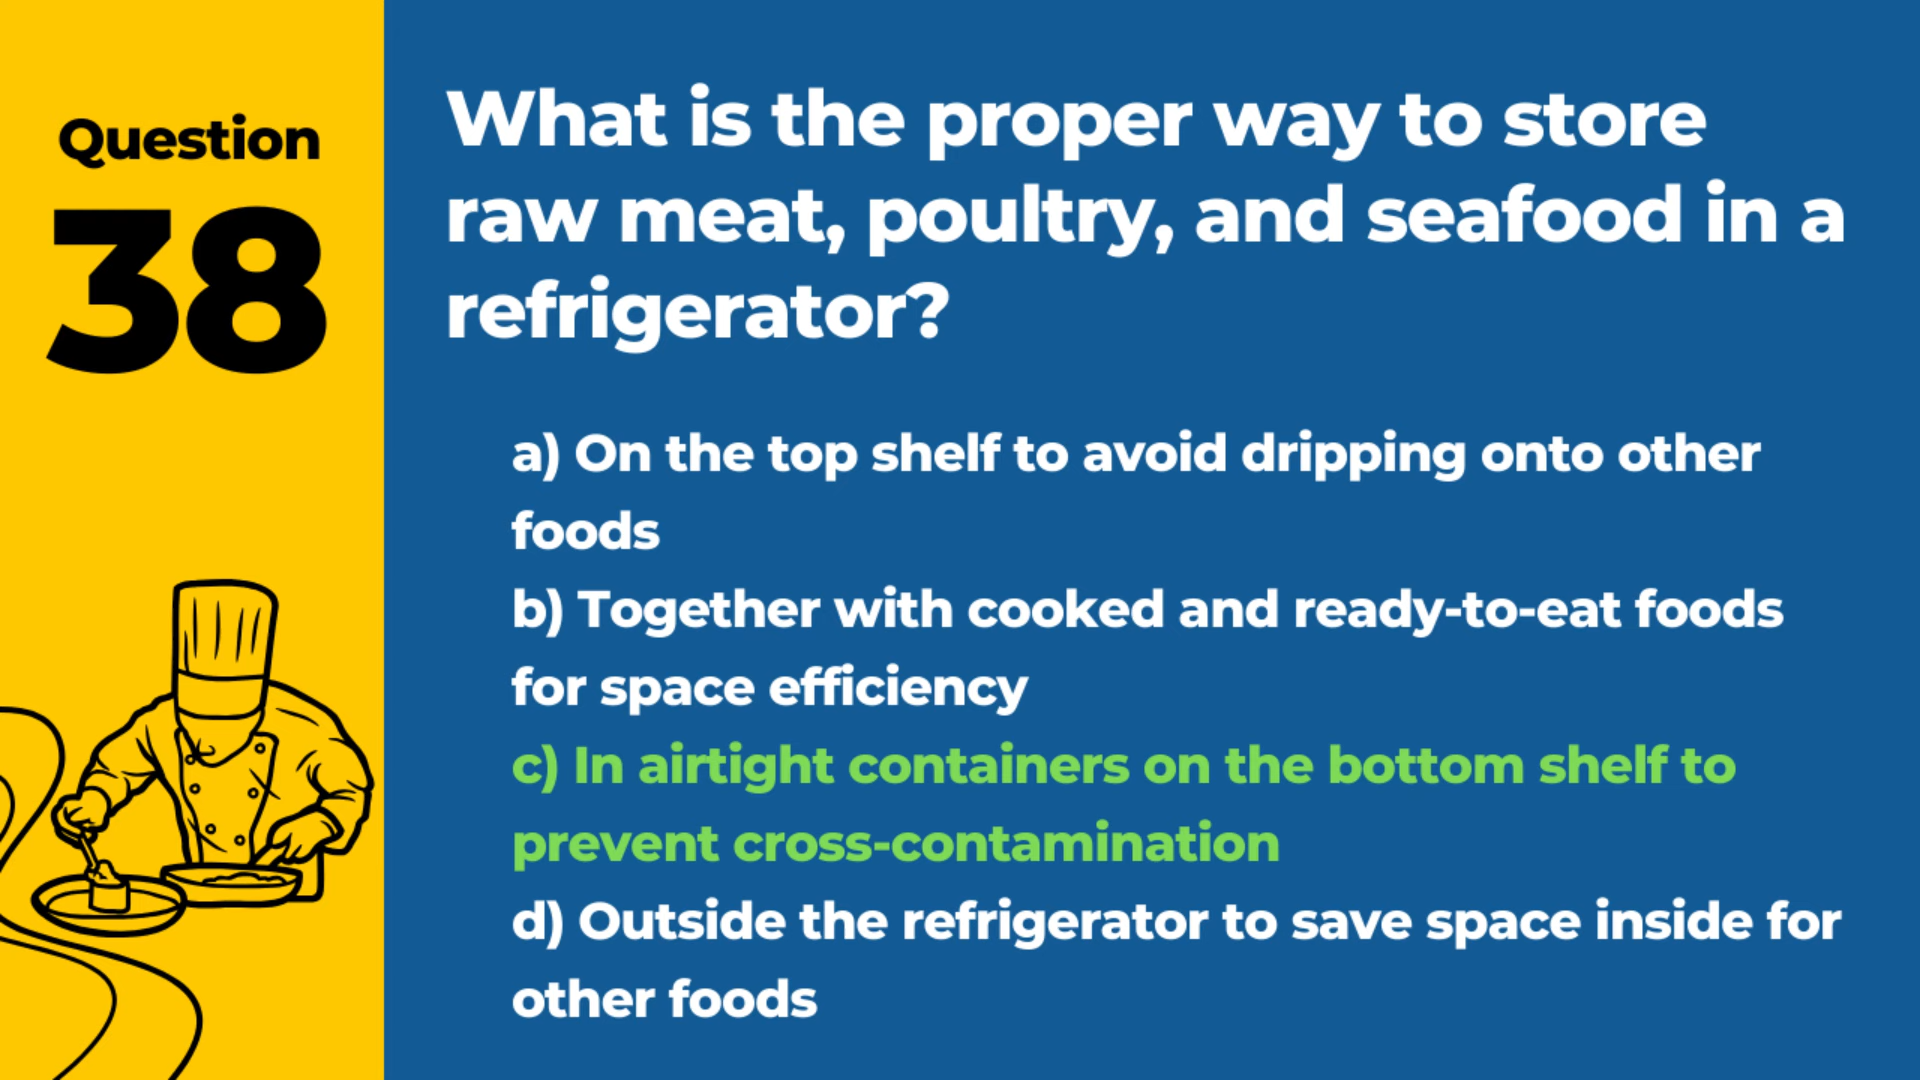 Question
38
What is the proper way to store
raw meat, poultry, and seafood in a
refrigerator?
a) On the top shelf to avoid dripping onto other
foods
b) Together with cooked and ready-to-eat foods
for space efficiency
c) In airtight containers on the bottom shelf to
prevent cross-contamination
d) Outside the refrigerator to save space inside for
other foods